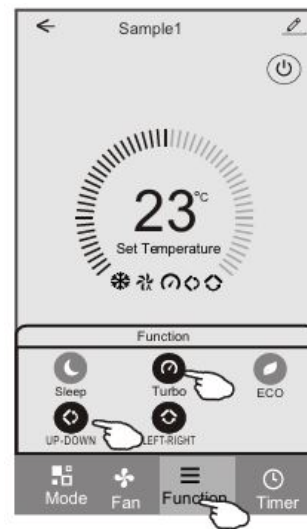 Sample1
23°C
Set Temperature
A
Function
Sleep Turbo ECO
UP-DOWN LEFT-RIGHT
Mode Fan Function Timer